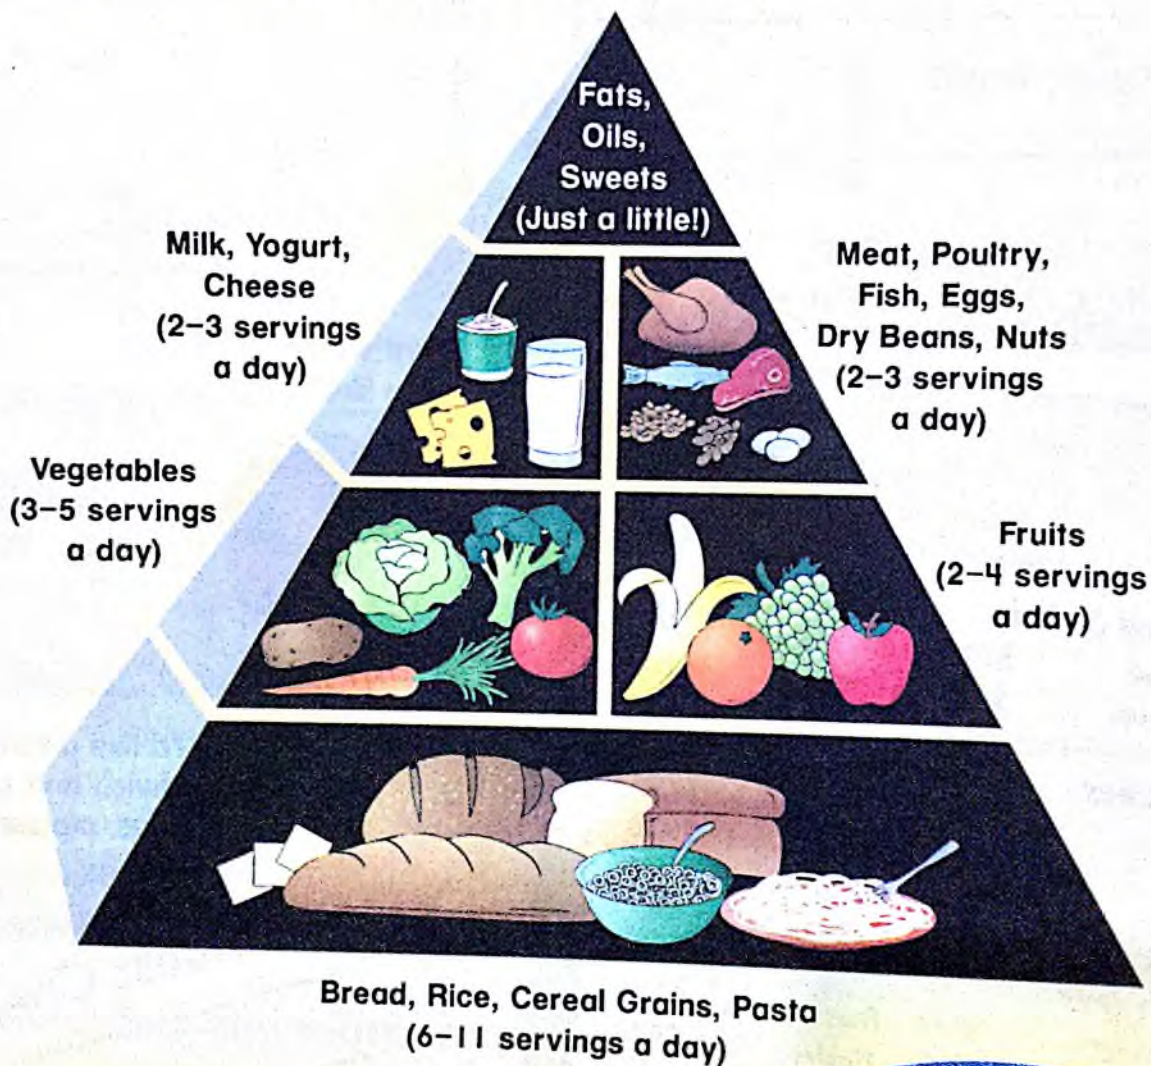 Fats,
Oils,
Sweets
(Just a little!)
Milk, Yogurt,
Cheese
(2–3 servings
a day)
Meat, Poultry,
Fish, Eggs,
Dry Beans, Nuts
(2–3 servings
a day)
Vegetables
(3–5 servings
a day)
Fruits
(2–4 servings
a day)
Bread, Rice, Cereal Grains, Pasta
(6–11 servings a day)